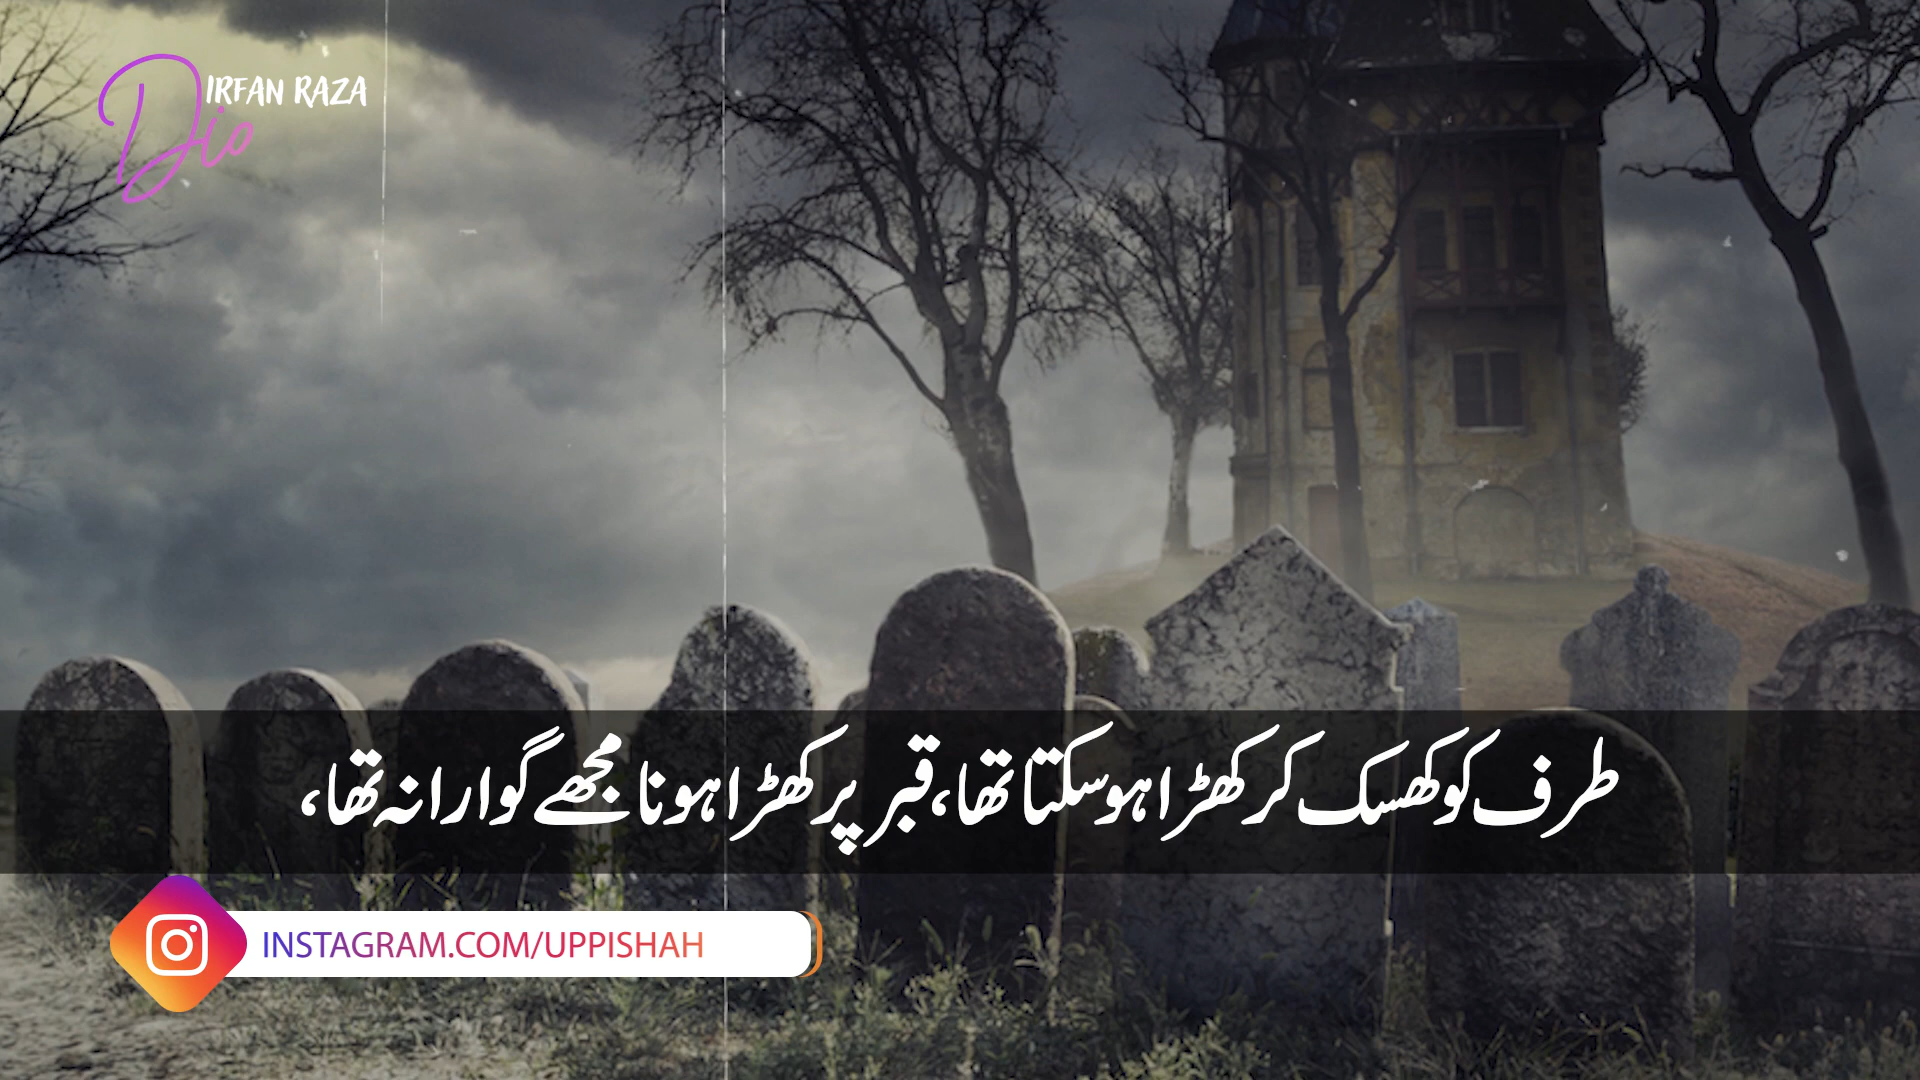 IRFAN RAZA
Dio
طرف کو کھسک کر کھڑا ہو سکتا تھا، قبر پر کھڑا ہونا مجھے گوارا نہ تھا،
INSTAGRAM.COM/UPPISHAH